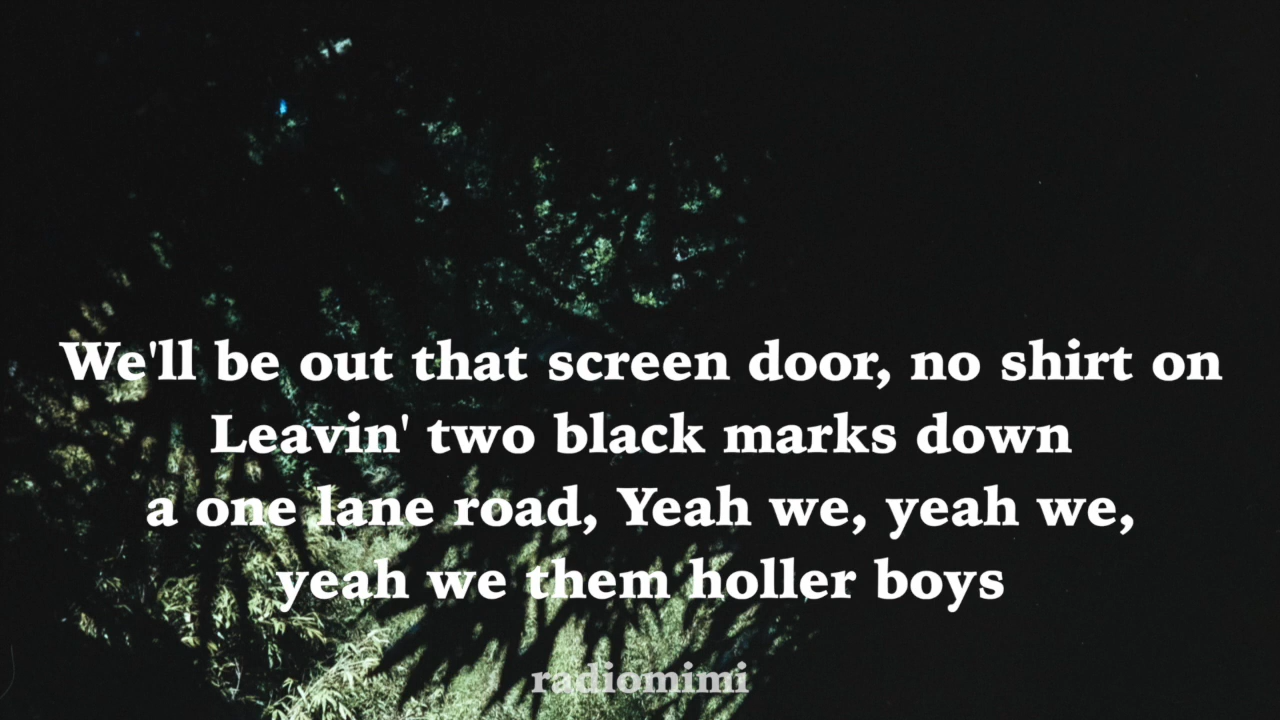 We'll be out that screen door, no shirt on
Leavin' two black marks down
a one lane road, Yeah we, yeah we,
yeah we them holler boys
radiomimi